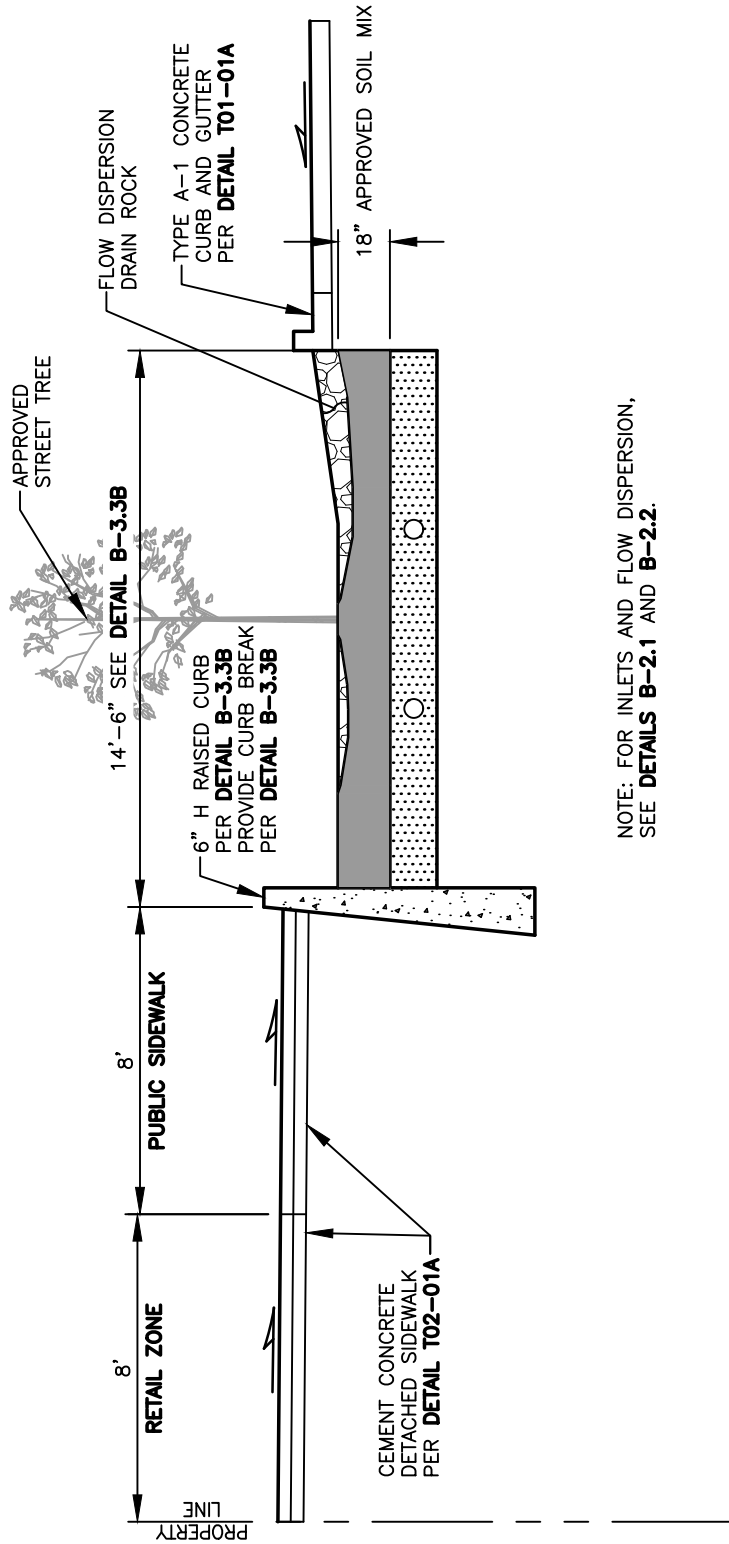 PROPERTY
LINE
8'
RETAIL ZONE
8'
PUBLIC SIDEWALK
14'-6" SEE DETAIL B-3.3B
APPROVED
STREET TREE
FLOW DISPERSION
DRAIN ROCK
TYPE A-1 CONCRETE
CURB AND GUTTER
PER DETAIL T01-01A
6" H RAISED CURB
PER DETAIL B-3.3B
PROVIDE CURB BREAK
PER DETAIL B-3.3B
18" APPROVED SOIL MIX
CEMENT CONCRETE
DETACHED SIDEWALK
PER DETAIL T02-01A
NOTE: FOR INLETS AND FLOW DISPERSION,
SEE DETAILS B-2.1 AND B-2.2.